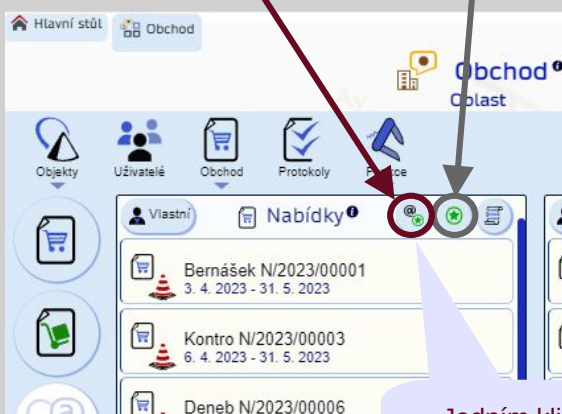 Hlavní stůl
Obchod
Obchod
Oblast
Objekty
Uživatelé
Obchod
Protokoly
Vlastní
Nabídky
Bernášek N/2023/00001
3. 4. 2023 - 31. 5. 2023
Kontro N/2023/00003
6. 4. 2023 - 31. 5. 2023
Deneb N/2023/00006
Jedním